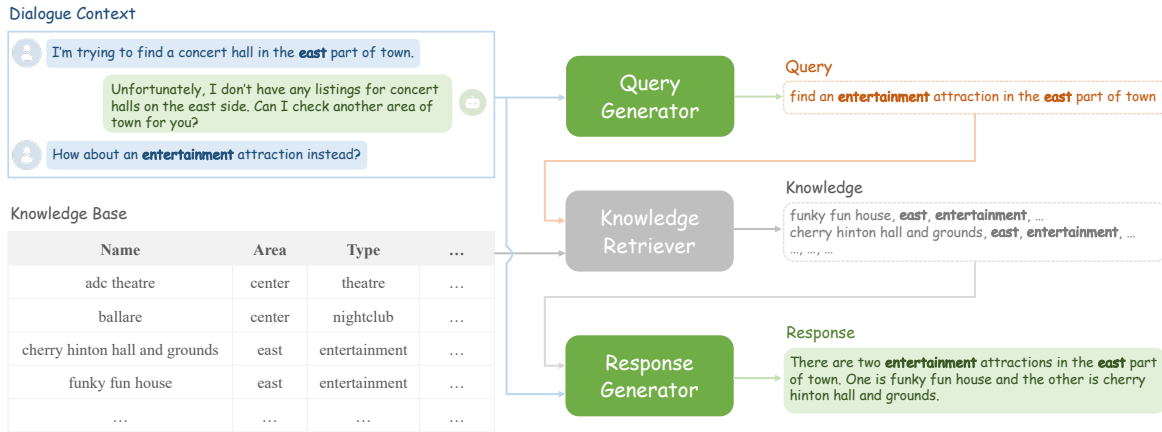 Dialogue Context
I'm trying to find a concert hall in the east part of town.
Unfortunately, I don't have any listings for concert
halls on the east side. Can I check another area of
town for you?
How about an entertainment attraction instead?
Knowledge Base
Name Area Type ...
adc theatre center theatre ...
ballare center nightclub ...
cherry hinton hall and grounds east entertainment ...
funky fun house east entertainment ...
... ... ... ...
Query
Generator
Query
find an entertainment attraction in the east part of town
Knowledge
Retriever
Knowledge
funky fun house, east, entertainment, ...
cherry hinton hall and grounds, east, entertainment, ...
..., ..., ...
Response
Generator
Response
There are two entertainment attractions in the east part
of town. One is funky fun house and the other is cherry
hinton hall and grounds.